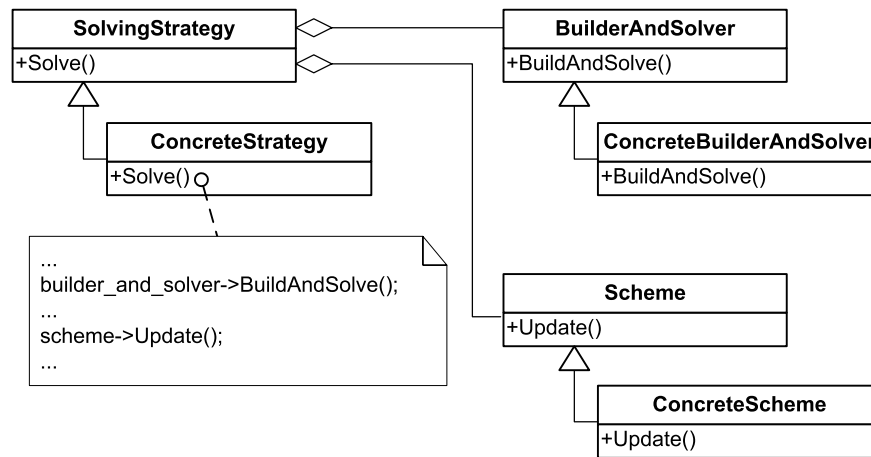 SolvingStrategy
+Solve()
BuilderAndSolver
+BuildAndSolve()
ConcreteStrategy
+Solve()
ConcreteBuilderAndSolver
+BuildAndSolve()
...
builder_and_solver->BuildAndSolve();
...
scheme->Update();
...
Scheme
+Update()
ConcreteScheme
+Update()